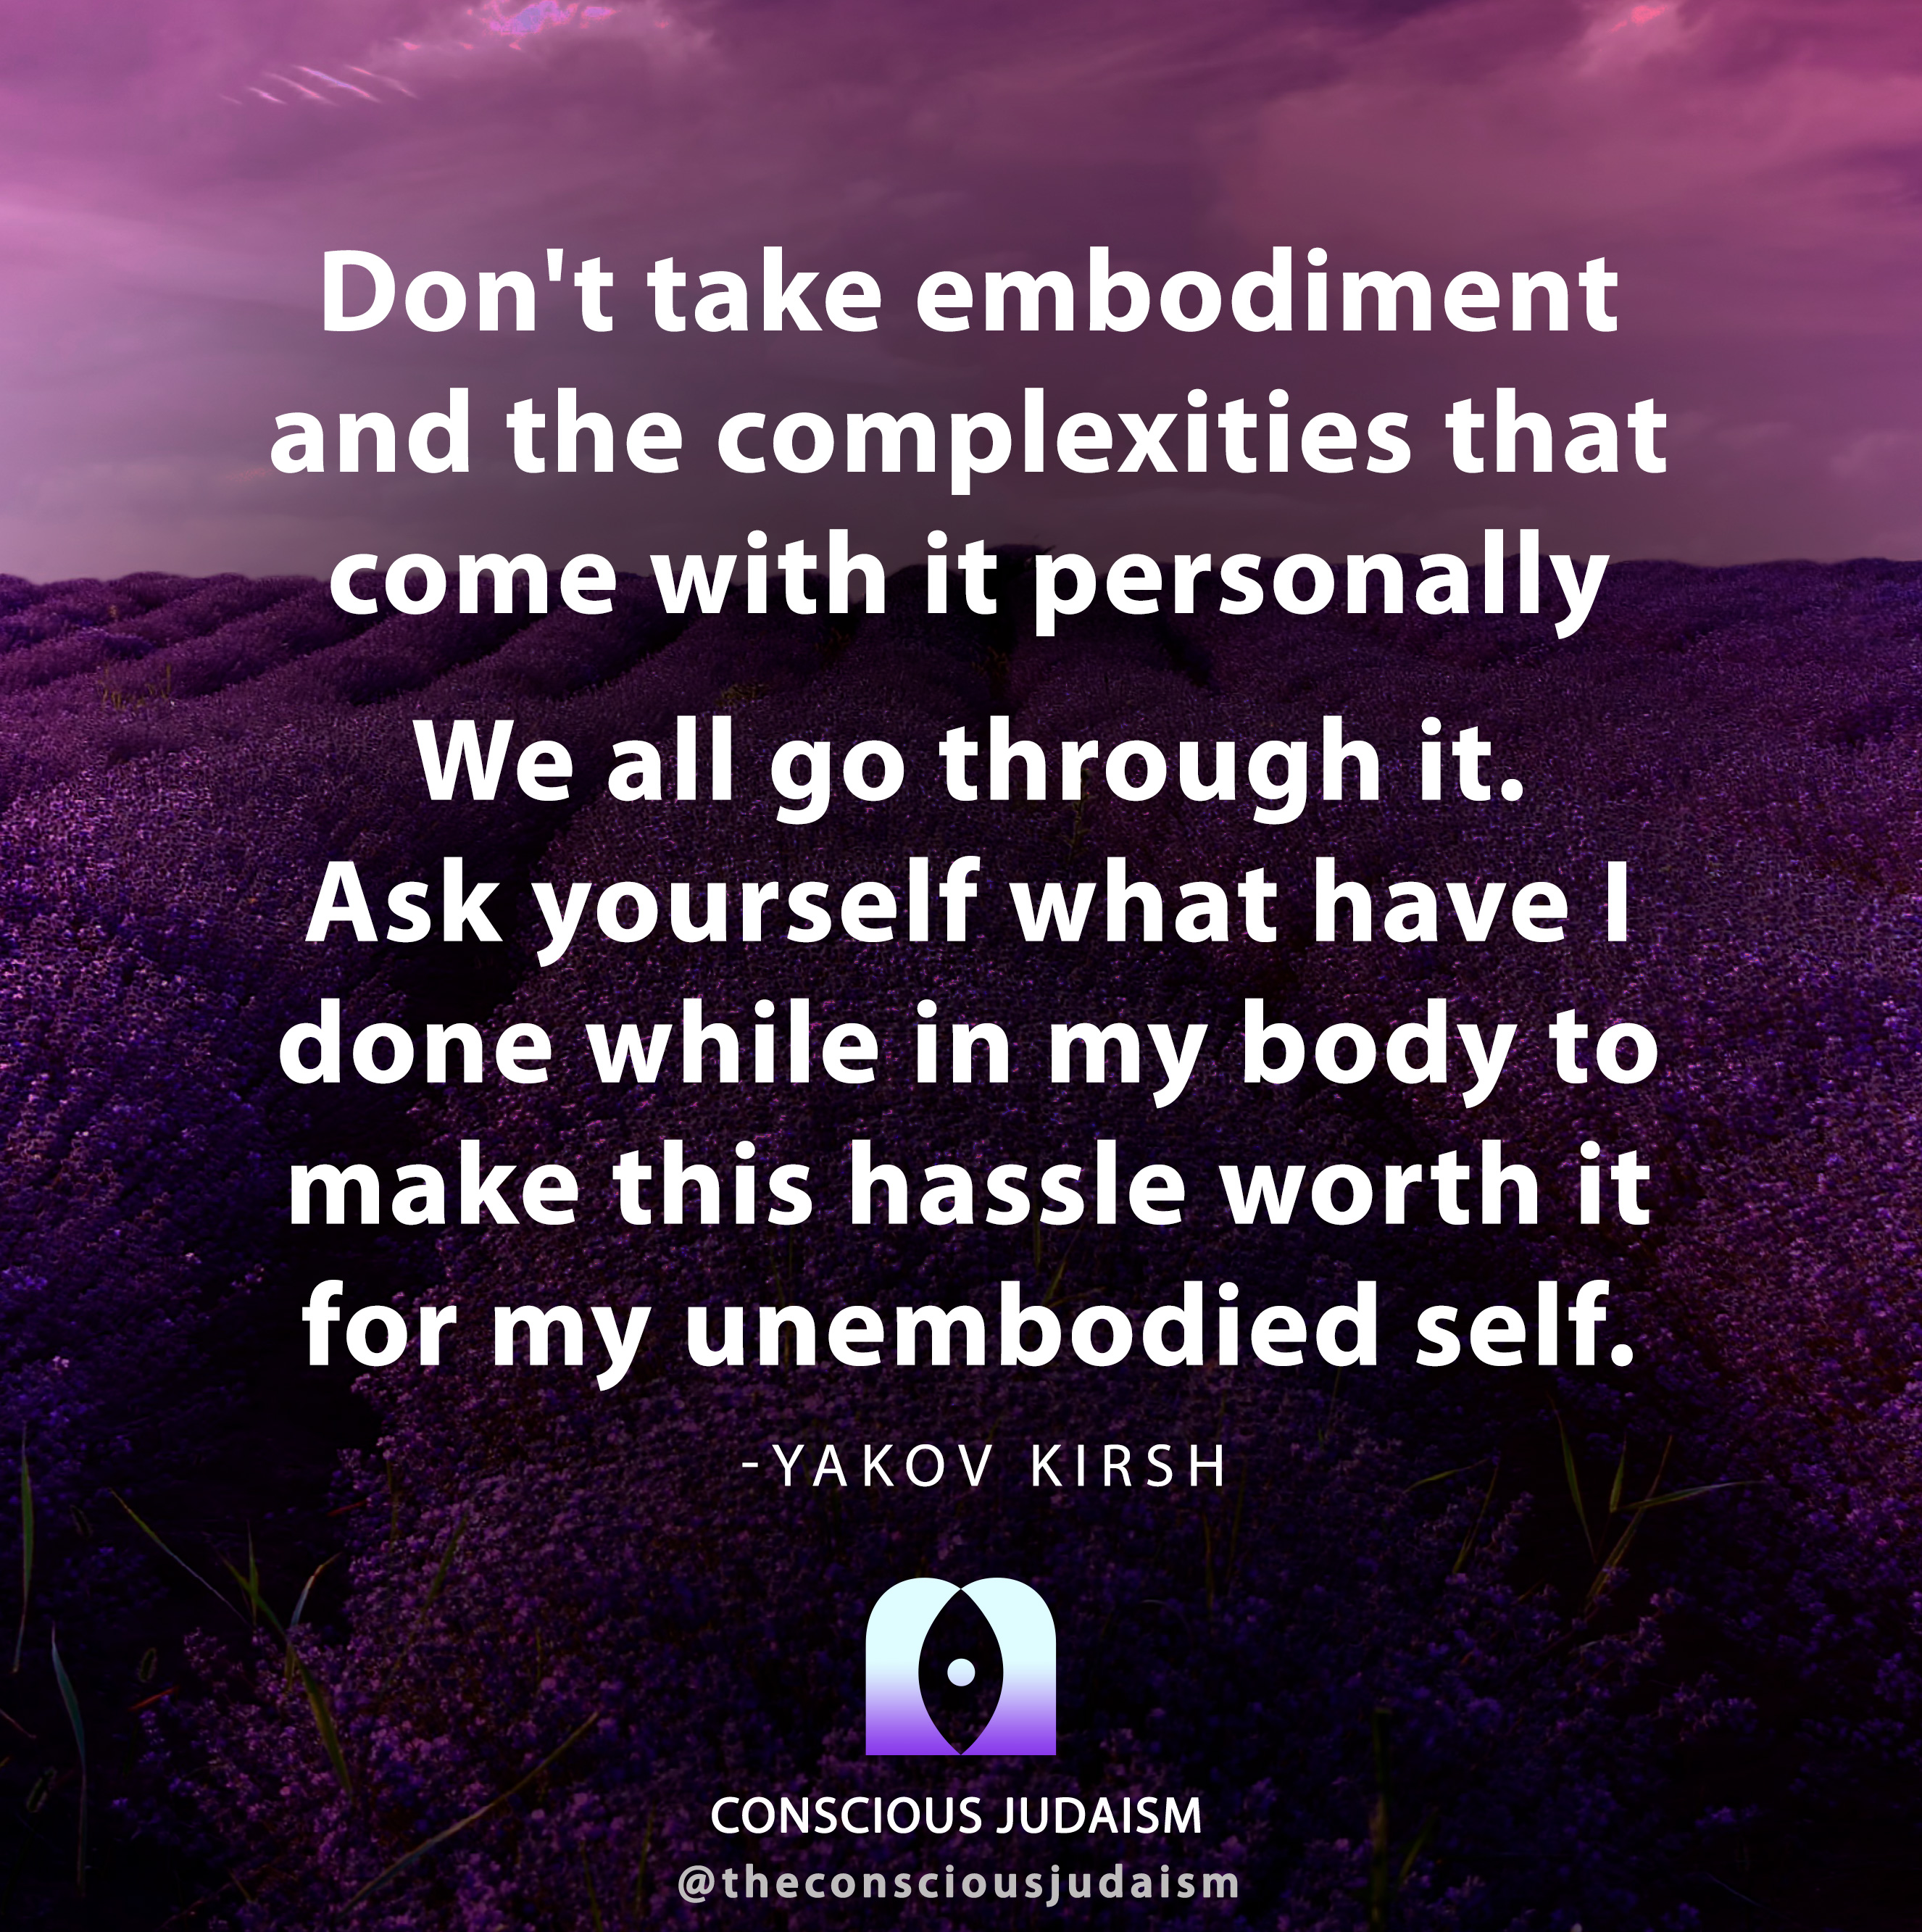 Don't take embodiment
and the complexities that
come with it personally
We all go through it.
Ask yourself what have I
done while in my body to
make this hassle worth it
for my unembodied self.
-YAKOV KIRSH
CONSCIOUS JUDAISM
@theconsciousjudaism